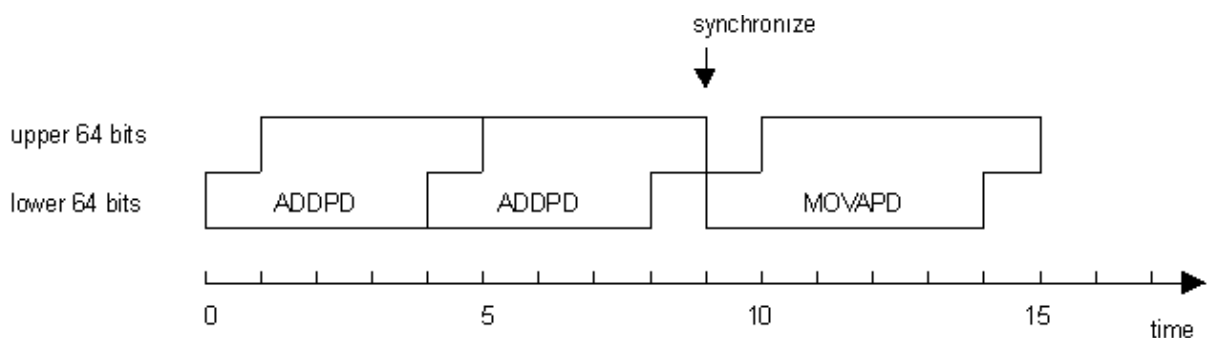 synchronize
upper 64 bits
lower 64 bits
ADDPD ADDPD MOVAPD
0 5 10 15
time